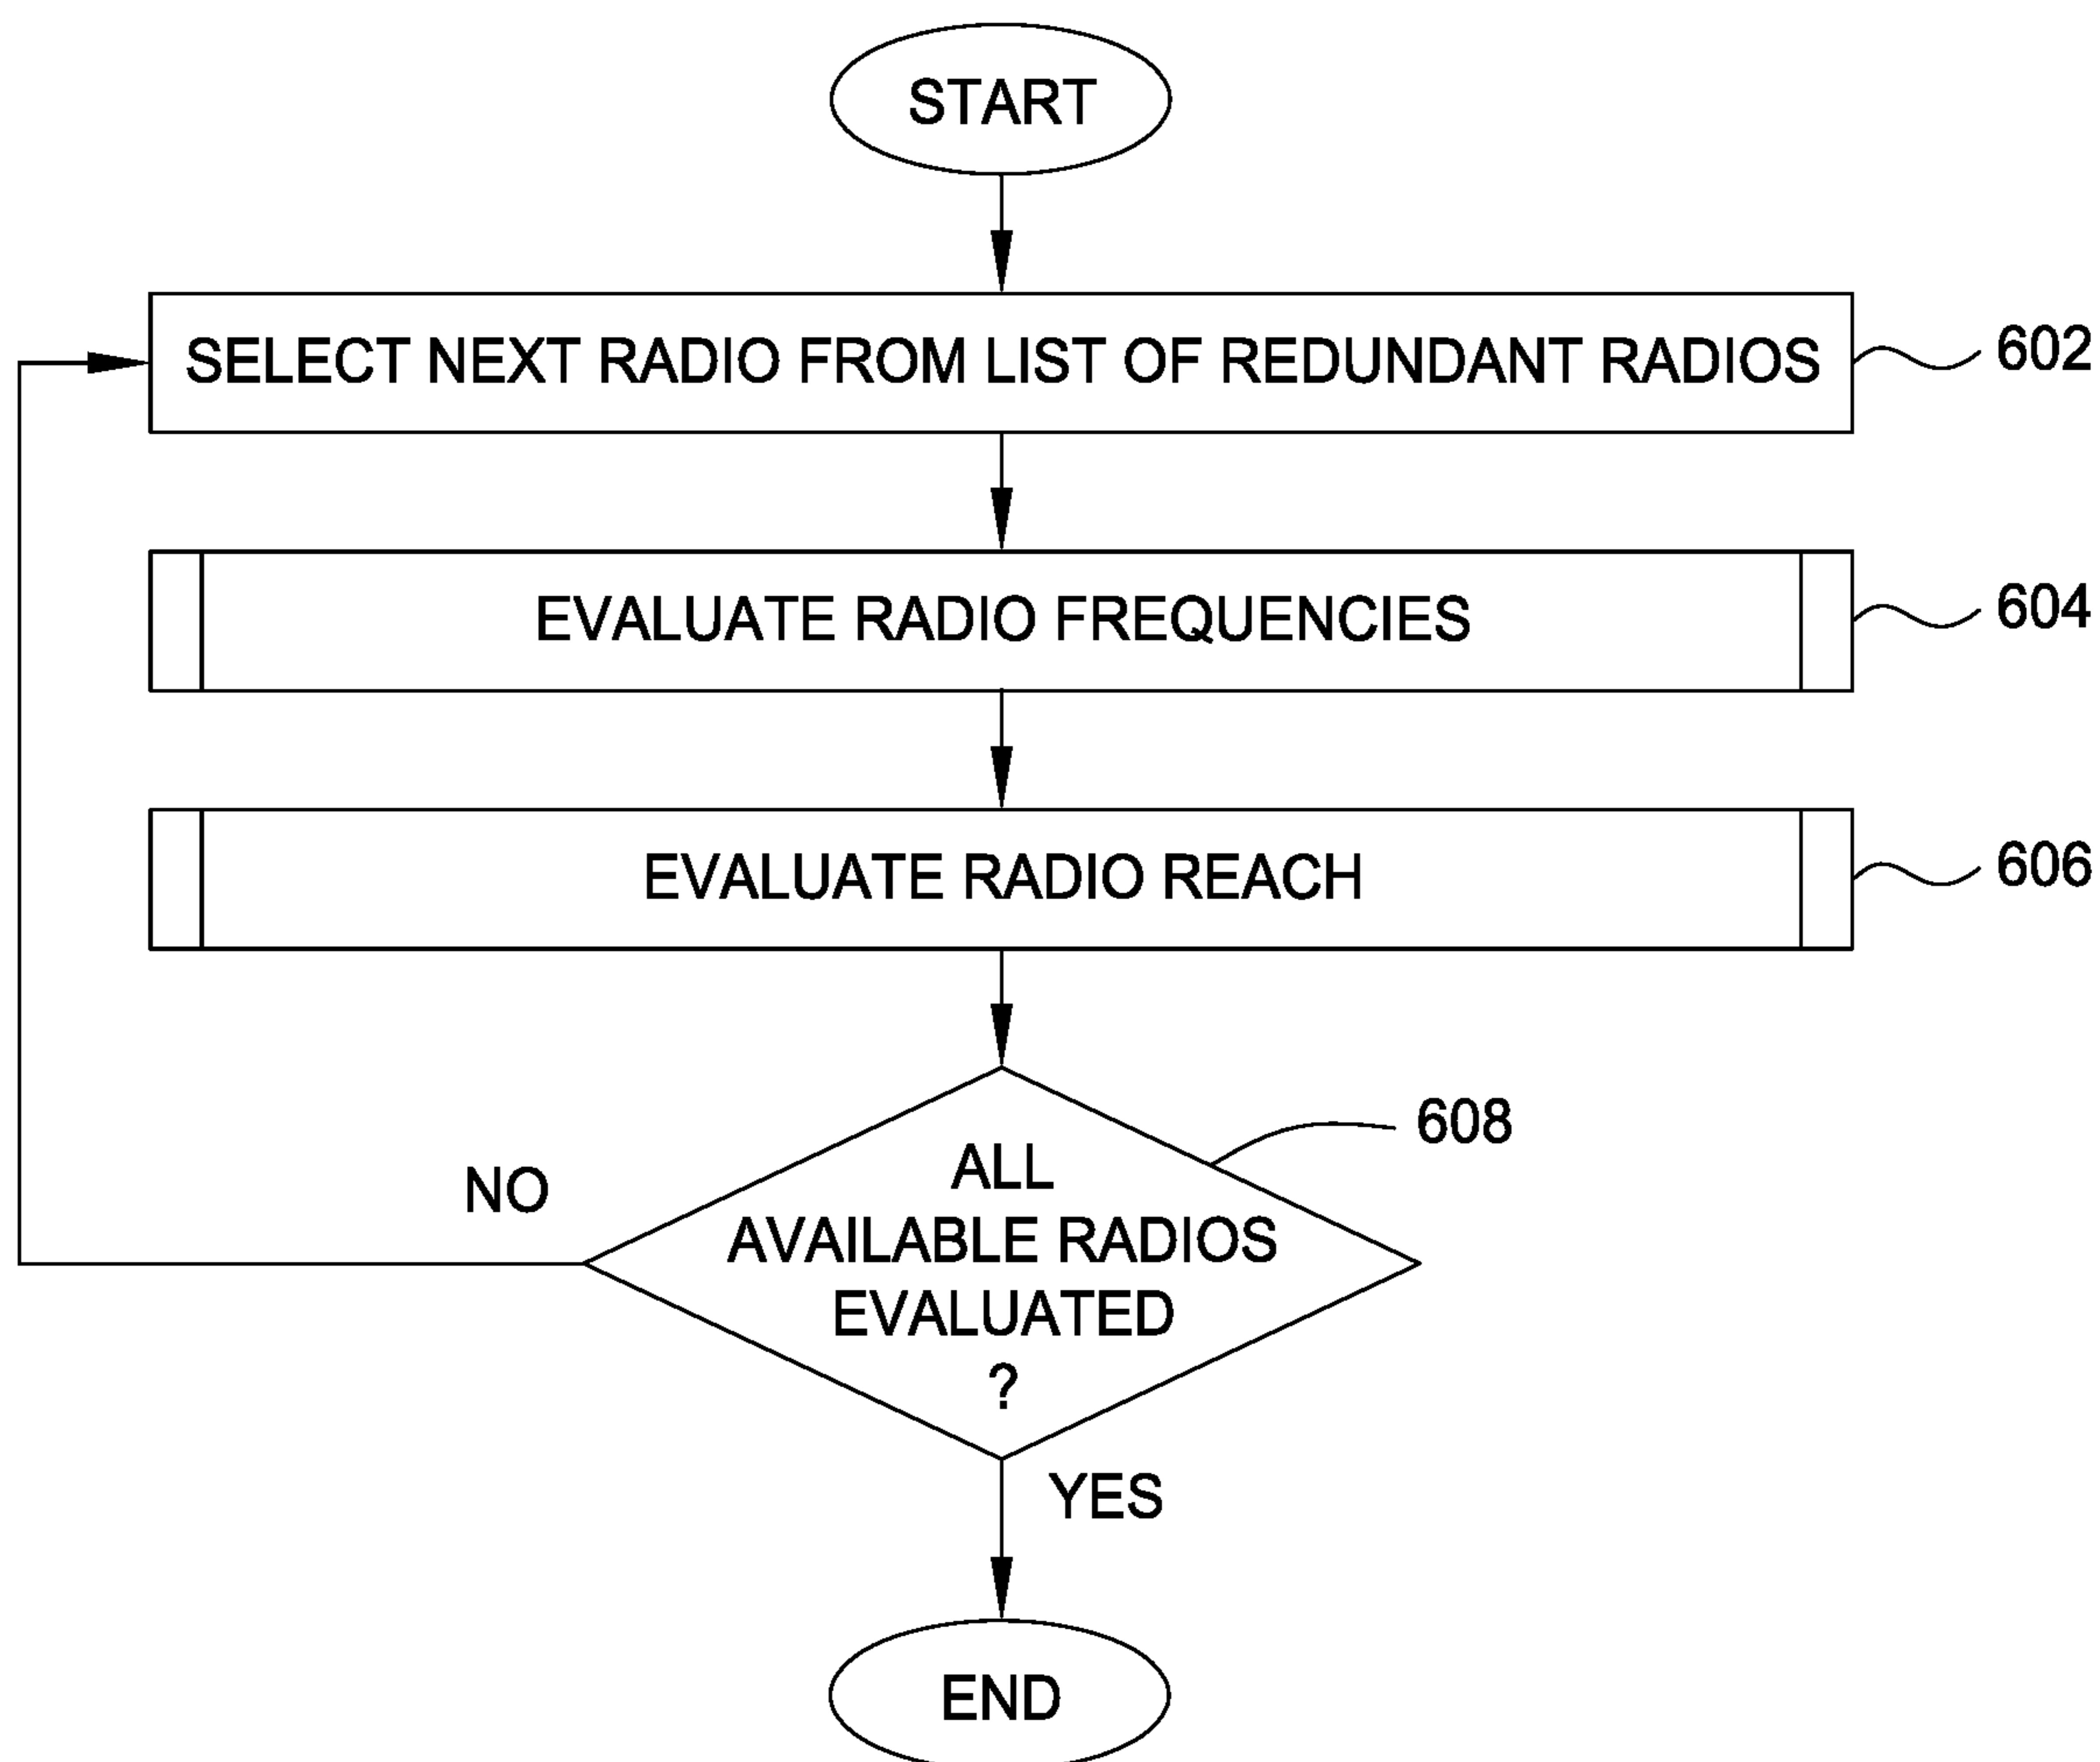 START
SELECT NEXT RADIO FROM LIST OF REDUNDANT RADIOS
602
EVALUATE RADIO FREQUENCIES
604
EVALUATE RADIO REACH
606
608
ALL
AVAILABLE RADIOS
EVALUATED
?
NO
YES
END